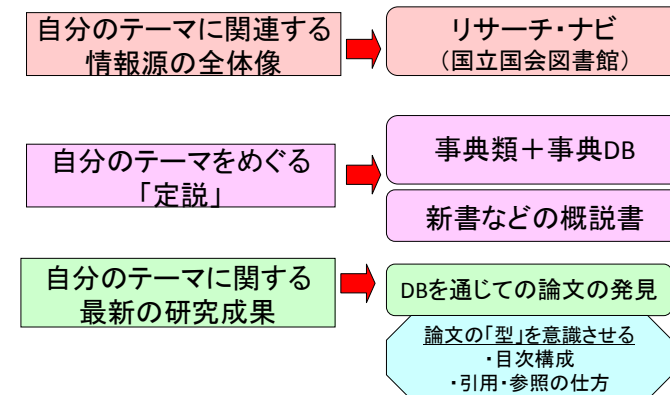 自分のテーマに関連する
情報源の全体像
リサーチ・ナビ
（国立国会図書館）
自分のテーマをめぐる
「定説」
事典類＋事典DB
新書などの概説書
自分のテーマに関する
最新の研究成果
DBを通じての論文の発見
論文の「型」を意識させる
・目次構成
・引用・参照の仕方